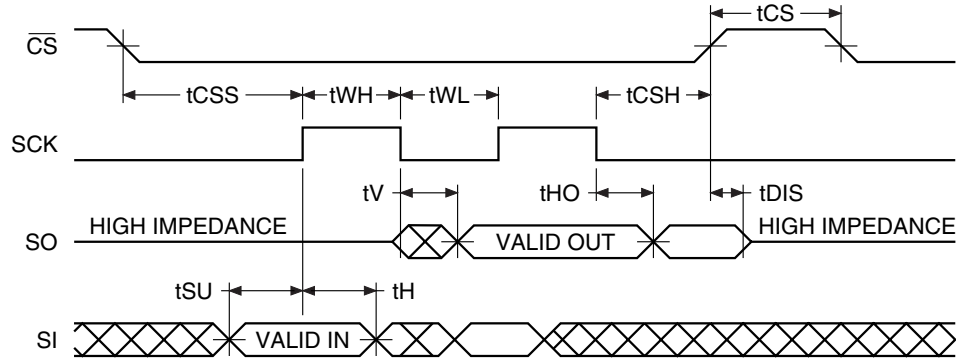 tCS
CS
tCSS
tWH
tWL
tCSH
SCK
tV
tHO
tDIS
HIGH IMPEDANCE
HIGH IMPEDANCE
SO
VALID OUT
tSU
tH
SI
VALID IN